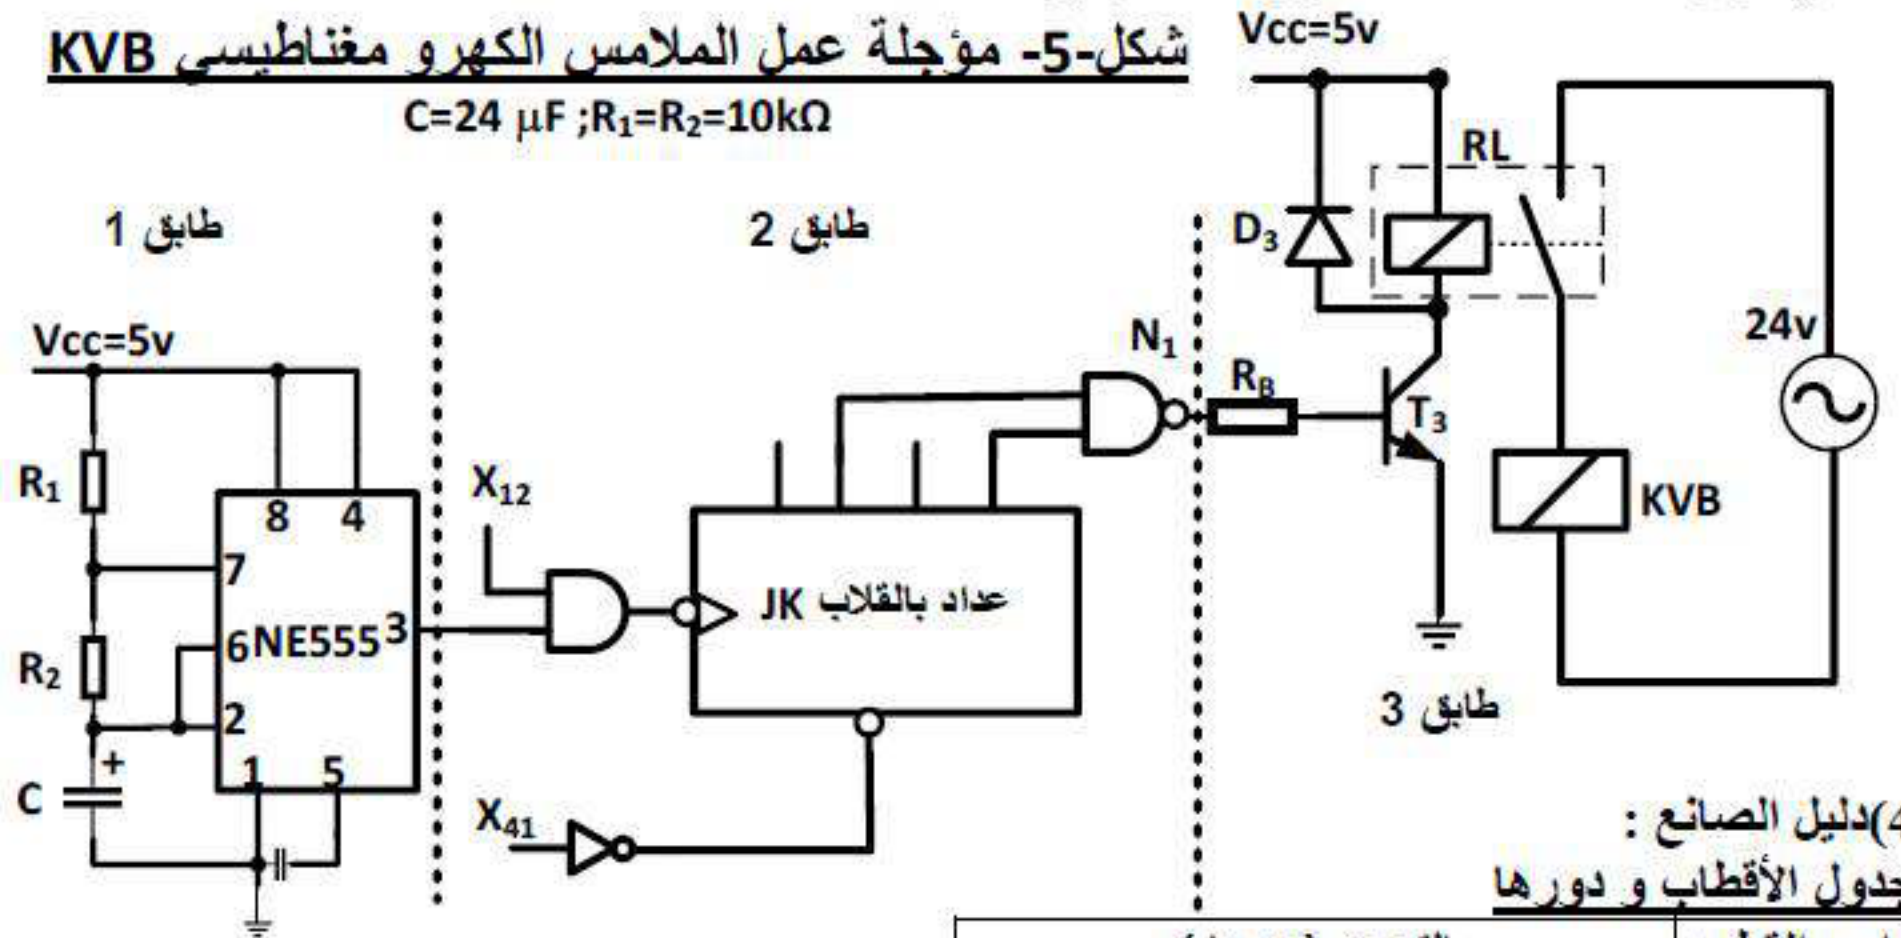 شكل-5- مؤجلة عمل الملامس الكهرو مغناطيسي KVB
C=24 µF ;R₁=R₂=10kΩ
Vcc=5v
RL
D₃
24v
KVB
R_B
T₃
N₁
طابق 1
طابق 2
طابق 3
Vcc=5v
R₁
R₂
C
+
8
4
7
6
NE555
3
2
1
5
X₁₂
عداد بالقلاب JK
X₄₁
4)دليل الصانع :
جدول الأقطاب و دورها